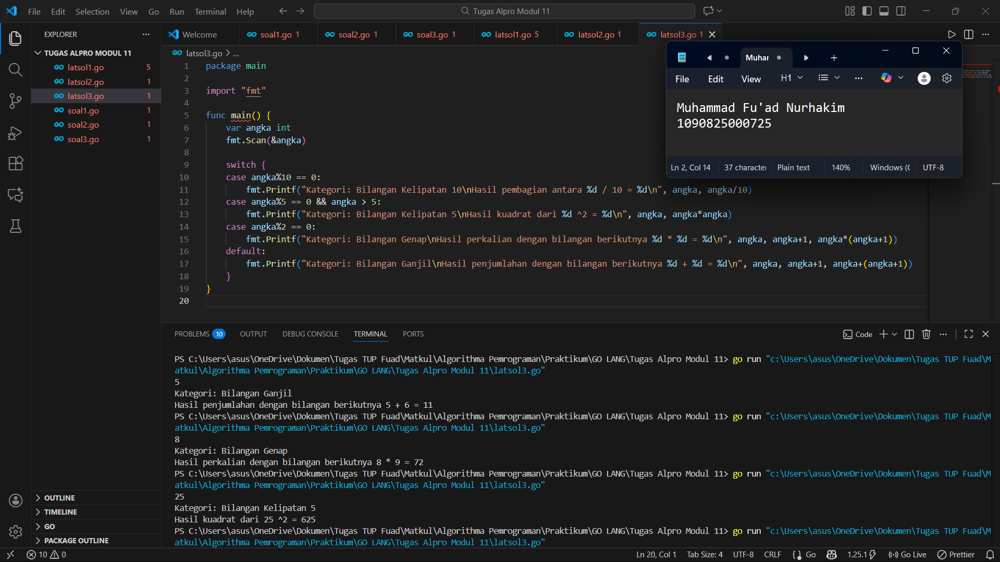 File Edit Selection View Go Run Terminal Help
Tugas Alpro Modul 11
EXPLORER
Welcome
soal1.go 1
soal2.go 1
soal3.go 1
latsol1.go 5
latsol2.go 1
latsol3.go 1
TUGAS ALPRO MODUL 11
latsol1.go 5
latsol2.go 1
latsol3.go 1
soal1.go 1
soal2.go 1
soal3.go 1
latsol3.go > ...
1 package main
2
3 import "fmt"
4
5 func main() {
6 var angka int
7 fmt.Scan(&angka)
8
9 switch {
10 case angka%10 == 0:
11 fmt.Printf("Kategori: Bilangan Kelipatan 10\nHasil pembagian antara %d / 10 = %d\n", angka, angka/10)
12 case angka%5 == 0 && angka > 5:
13 fmt.Printf("Kategori: Bilangan Kelipatan 5\nHasil kuadrat dari %d ^2 = %d\n", angka, angka*angka)
14 case angka%2 == 0:
15 fmt.Printf("Kategori: Bilangan Genap\nHasil perkalian dengan bilangan berikutnya %d * %d = %d\n", angka, angka+1, angka*(angka+1))
16 default:
17 fmt.Printf("Kategori: Bilangan Ganjil\nHasil penjumlahan dengan bilangan berikutnya %d + %d = %d\n", angka, angka+1, angka+(angka+1))
18 }
19 }
20
Muhar
File Edit View H1
Muhammad Fu'ad Nurhakim
1090825000725
Ln 2, Col 14 37 character Plain text 140% Windows (C UTF-8
PROBLEMS 10 OUTPUT DEBUG CONSOLE TERMINAL PORTS
Code
PS C:\Users\asus\OneDrive\Dokumen\Tugas TUP Fuad\Matkul\Algorithma Pemrograman\Praktikum\GO LANG\Tugas Alpro Modul 11> go run "c:\Users\asus\OneDrive\Dokumen\Tugas TUP Fuad\M
atkul\Algorithma Pemrograman\Praktikum\GO LANG\Tugas Alpro Modul 11\latsol3.go"
5
Kategori: Bilangan Ganjil
Hasil penjumlahan dengan bilangan berikutnya 5 + 6 = 11
PS C:\Users\asus\OneDrive\Dokumen\Tugas TUP Fuad\Matkul\Algorithma Pemrograman\Praktikum\GO LANG\Tugas Alpro Modul 11> go run "c:\Users\asus\OneDrive\Dokumen\Tugas TUP Fuad\M
atkul\Algorithma Pemrograman\Praktikum\GO LANG\Tugas Alpro Modul 11\latsol3.go"
8
Kategori: Bilangan Genap
Hasil perkalian dengan bilangan berikutnya 8 * 9 = 72
PS C:\Users\asus\OneDrive\Dokumen\Tugas TUP Fuad\Matkul\Algorithma Pemrograman\Praktikum\GO LANG\Tugas Alpro Modul 11> go run "c:\Users\asus\OneDrive\Dokumen\Tugas TUP Fuad\M
atkul\Algorithma Pemrograman\Praktikum\GO LANG\Tugas Alpro Modul 11\latsol3.go"
25
Kategori: Bilangan Kelipatan 5
Hasil kuadrat dari 25 ^2 = 625
PS C:\Users\asus\OneDrive\Dokumen\Tugas TUP Fuad\Matkul\Algorithma Pemrograman\Praktikum\GO LANG\Tugas Alpro Modul 11> go run "c:\Users\asus\OneDrive\Dokumen\Tugas TUP Fuad\M
atkul\Algorithma Pemrograman\Praktikum\GO LANG\Tugas Alpro Modul 11\latsol3.go"
OUTLINE
TIMELINE
GO
PACKAGE OUTLINE
10 0
Ln 20, Col 1 Tab Size: 4 UTF-8 CRLF {} Go 1.25.1 Go Live Prettier